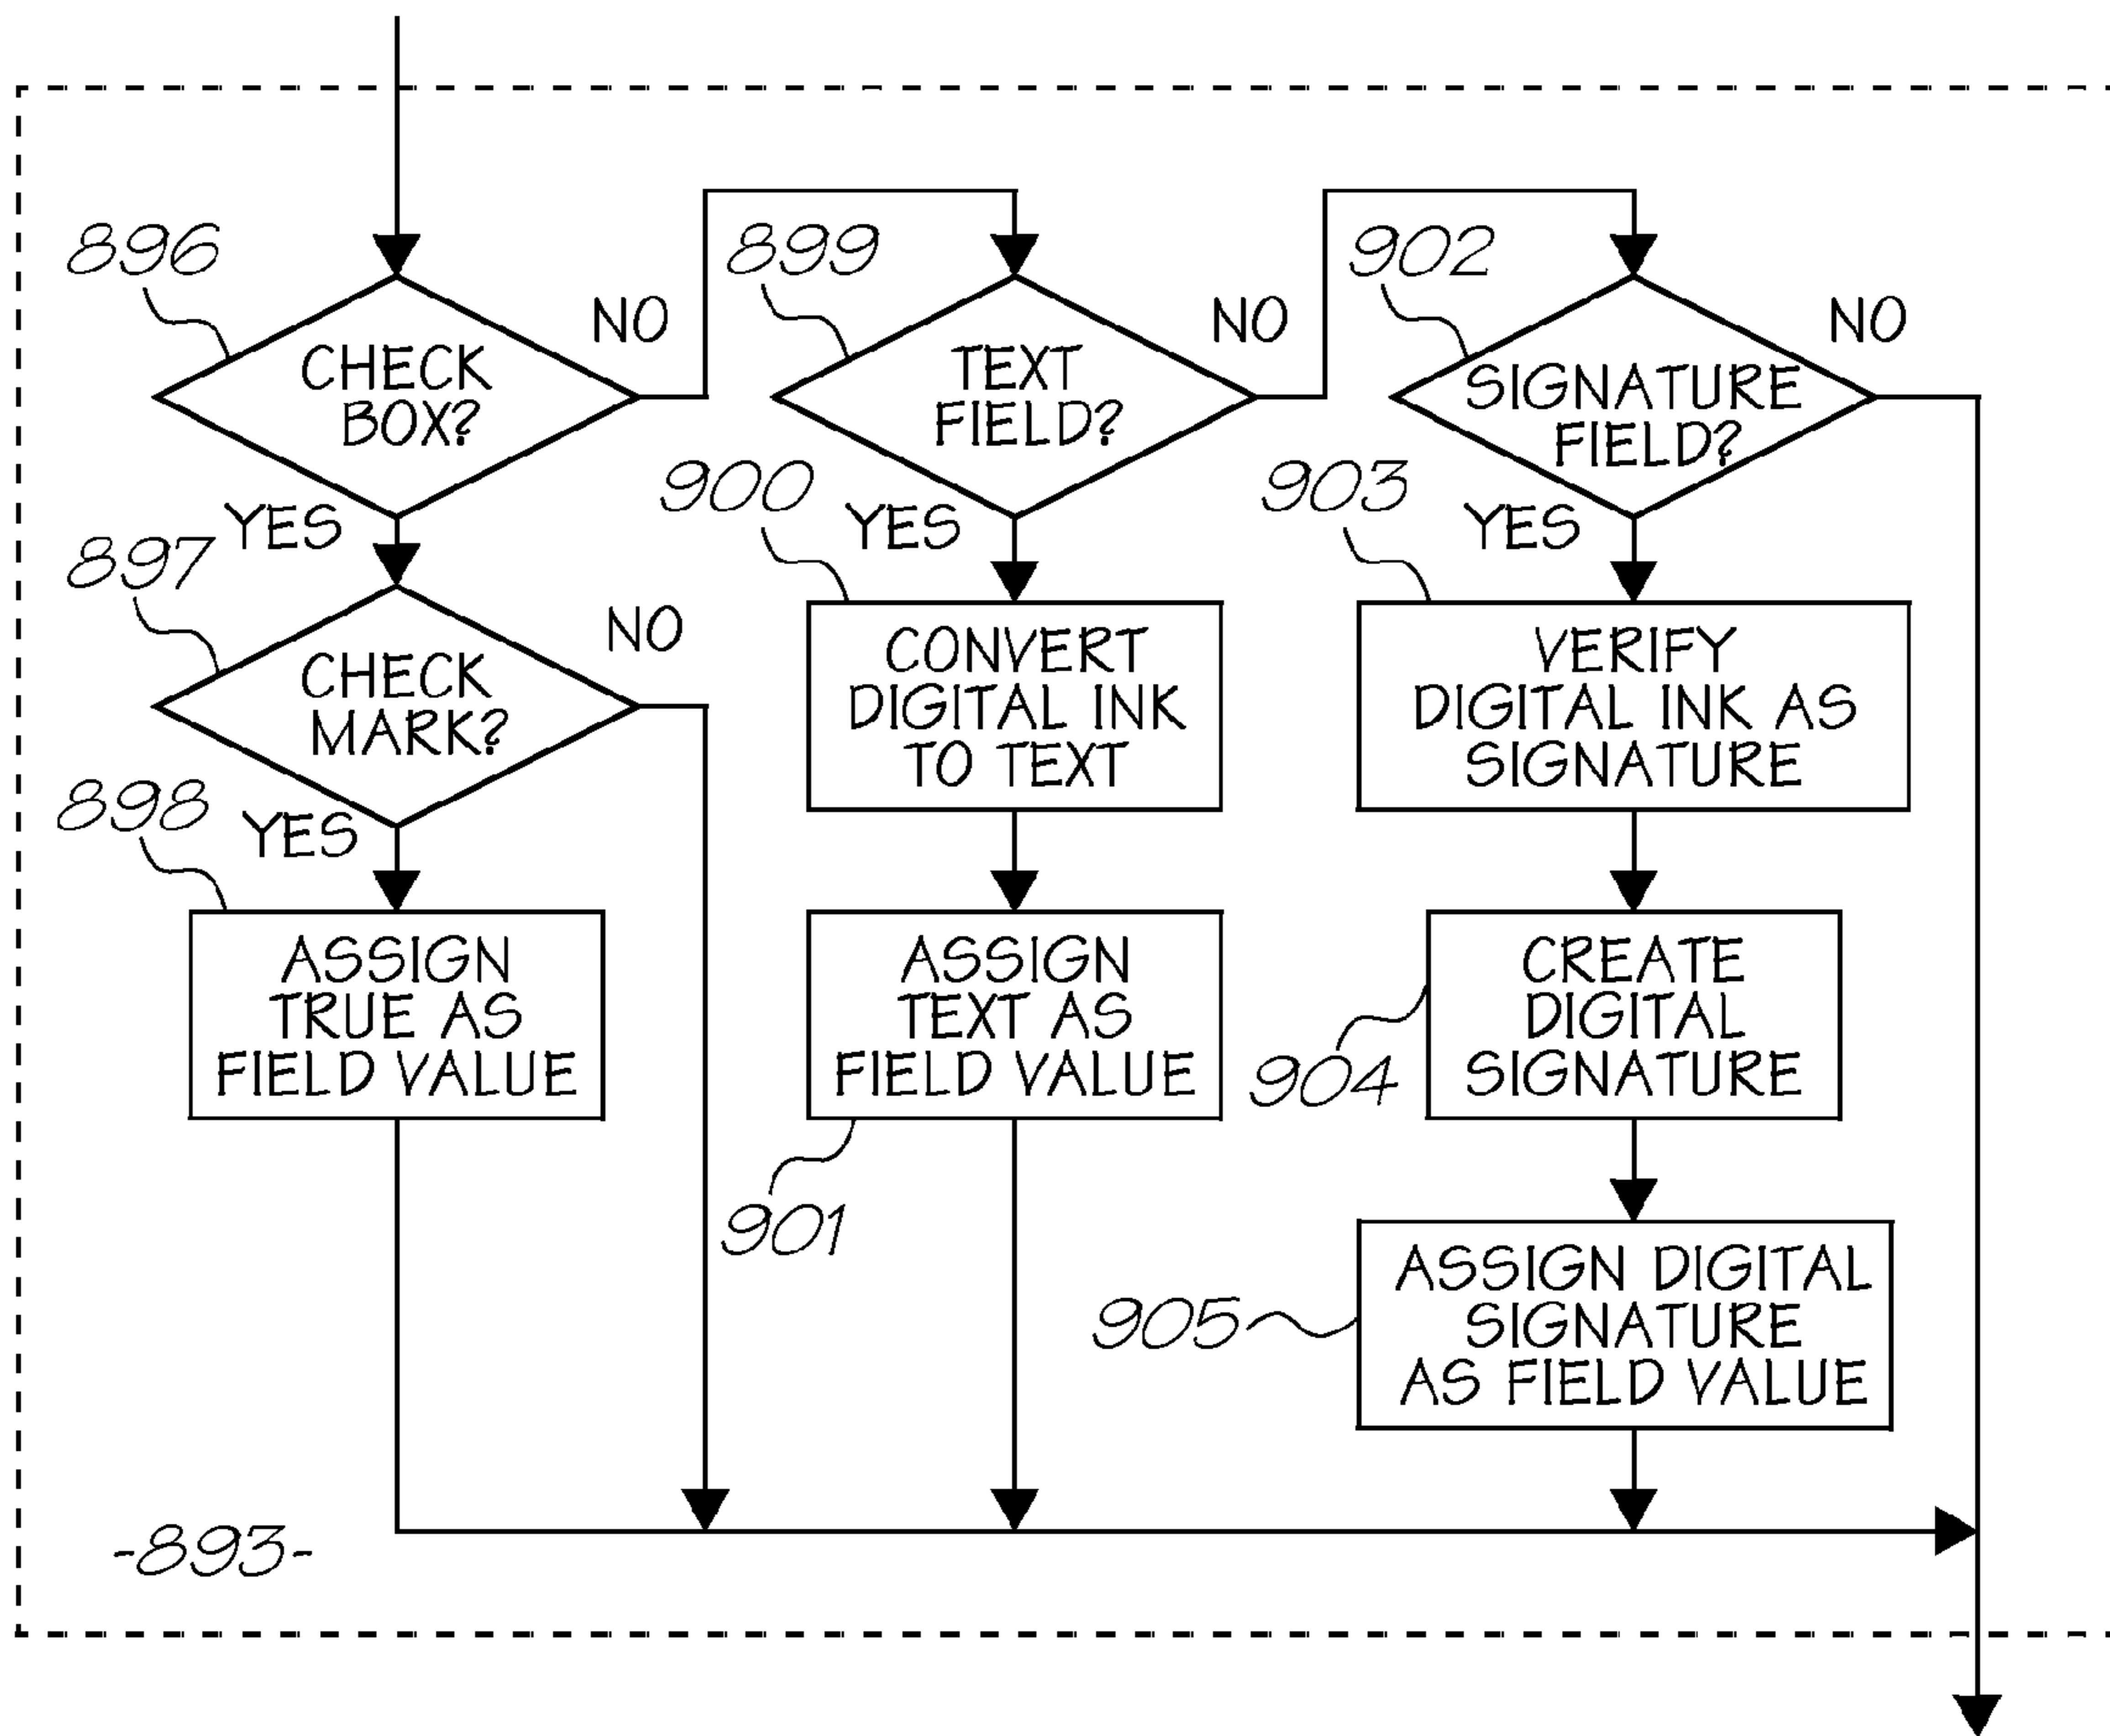 896
CHECK
BOX?
NO
YES
897
CHECK
MARK?
NO
YES
898
ASSIGN
TRUE AS
FIELD VALUE
899
TEXT
FIELD?
NO
YES
900
CONVERT
DIGITAL INK
TO TEXT
ASSIGN
TEXT AS
FIELD VALUE
901
902
SIGNATURE
FIELD?
NO
YES
903
VERIFY
DIGITAL INK AS
SIGNATURE
CREATE
DIGITAL
SIGNATURE
904
ASSIGN DIGITAL
SIGNATURE
AS FIELD VALUE
905
-893-